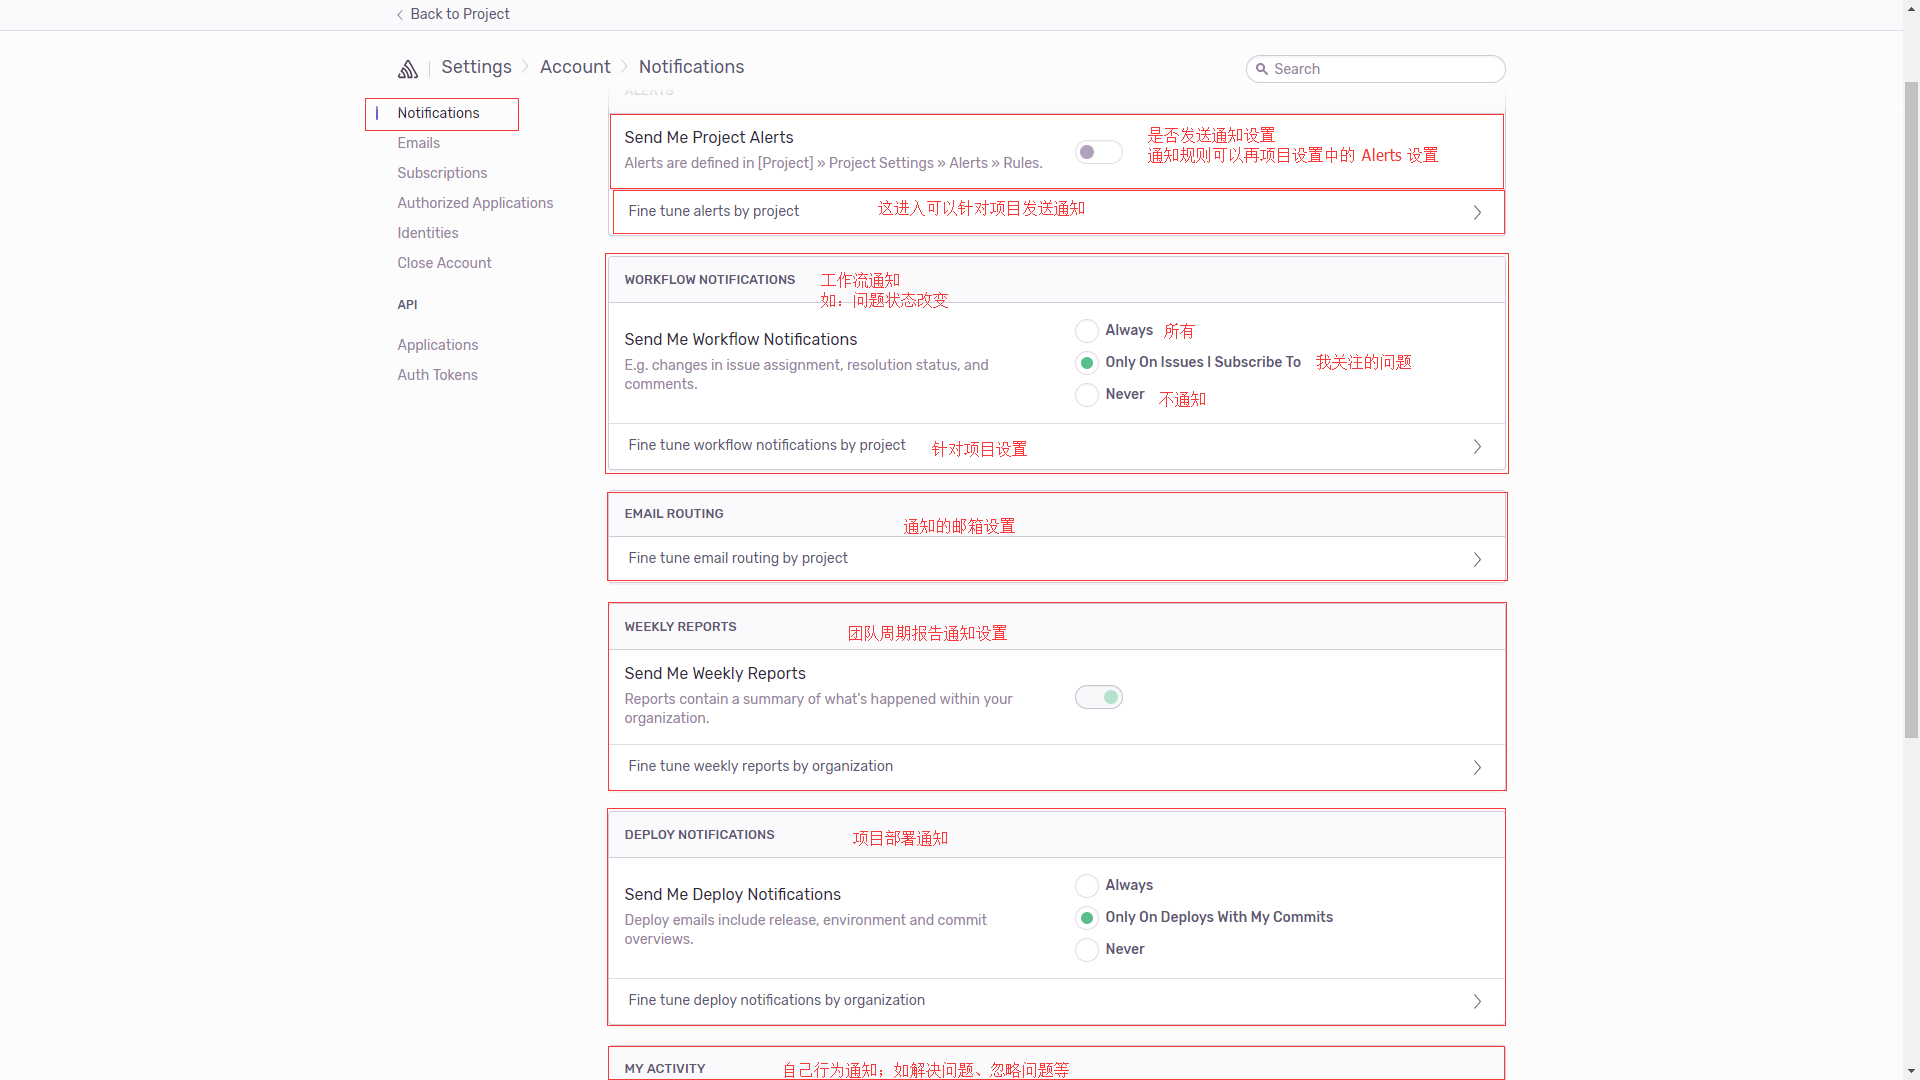 Back to Project
Settings
Account
Notifications
Search
Notifications
Emails
Subscriptions
Authorized Applications
Identities
Close Account
API
Applications
Auth Tokens
ALERTS
Send Me Project Alerts
Alerts are defined in [Project] » Project Settings » Alerts » Rules.
是否发送通知设置
通知规则可以再项目设置中的 Alerts 设置
Fine tune alerts by project
这进入可以针对项目发送通知
WORKFLOW NOTIFICATIONS
工作流通知
如：问题状态改变
Send Me Workflow Notifications
E.g. changes in issue assignment, resolution status, and
comments.
Always 所有
Only On Issues I Subscribe To 我关注的问题
Never 不通知
Fine tune workflow notifications by project 针对项目设置
EMAIL ROUTING
通知的邮箱设置
Fine tune email routing by project
WEEKLY REPORTS
团队周期报告通知设置
Send Me Weekly Reports
Reports contain a summary of what's happened within your
organization.
Fine tune weekly reports by organization
DEPLOY NOTIFICATIONS
项目部署通知
Send Me Deploy Notifications
Deploy emails include release, environment and commit
overviews.
Always
Only On Deploys With My Commits
Never
Fine tune deploy notifications by organization
MY ACTIVITY
自己行为通知；如解决问题、忽略问题等